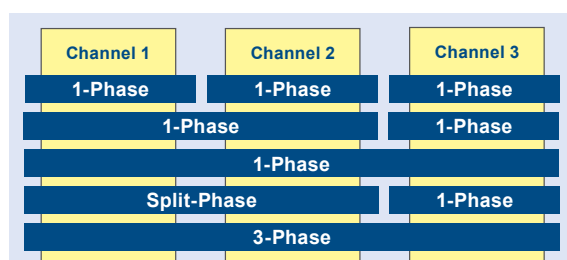 Channel 1 Channel 2 Channel 3
1-Phase 1-Phase 1-Phase
1-Phase 1-Phase
1-Phase
Split-Phase 1-Phase
3-Phase